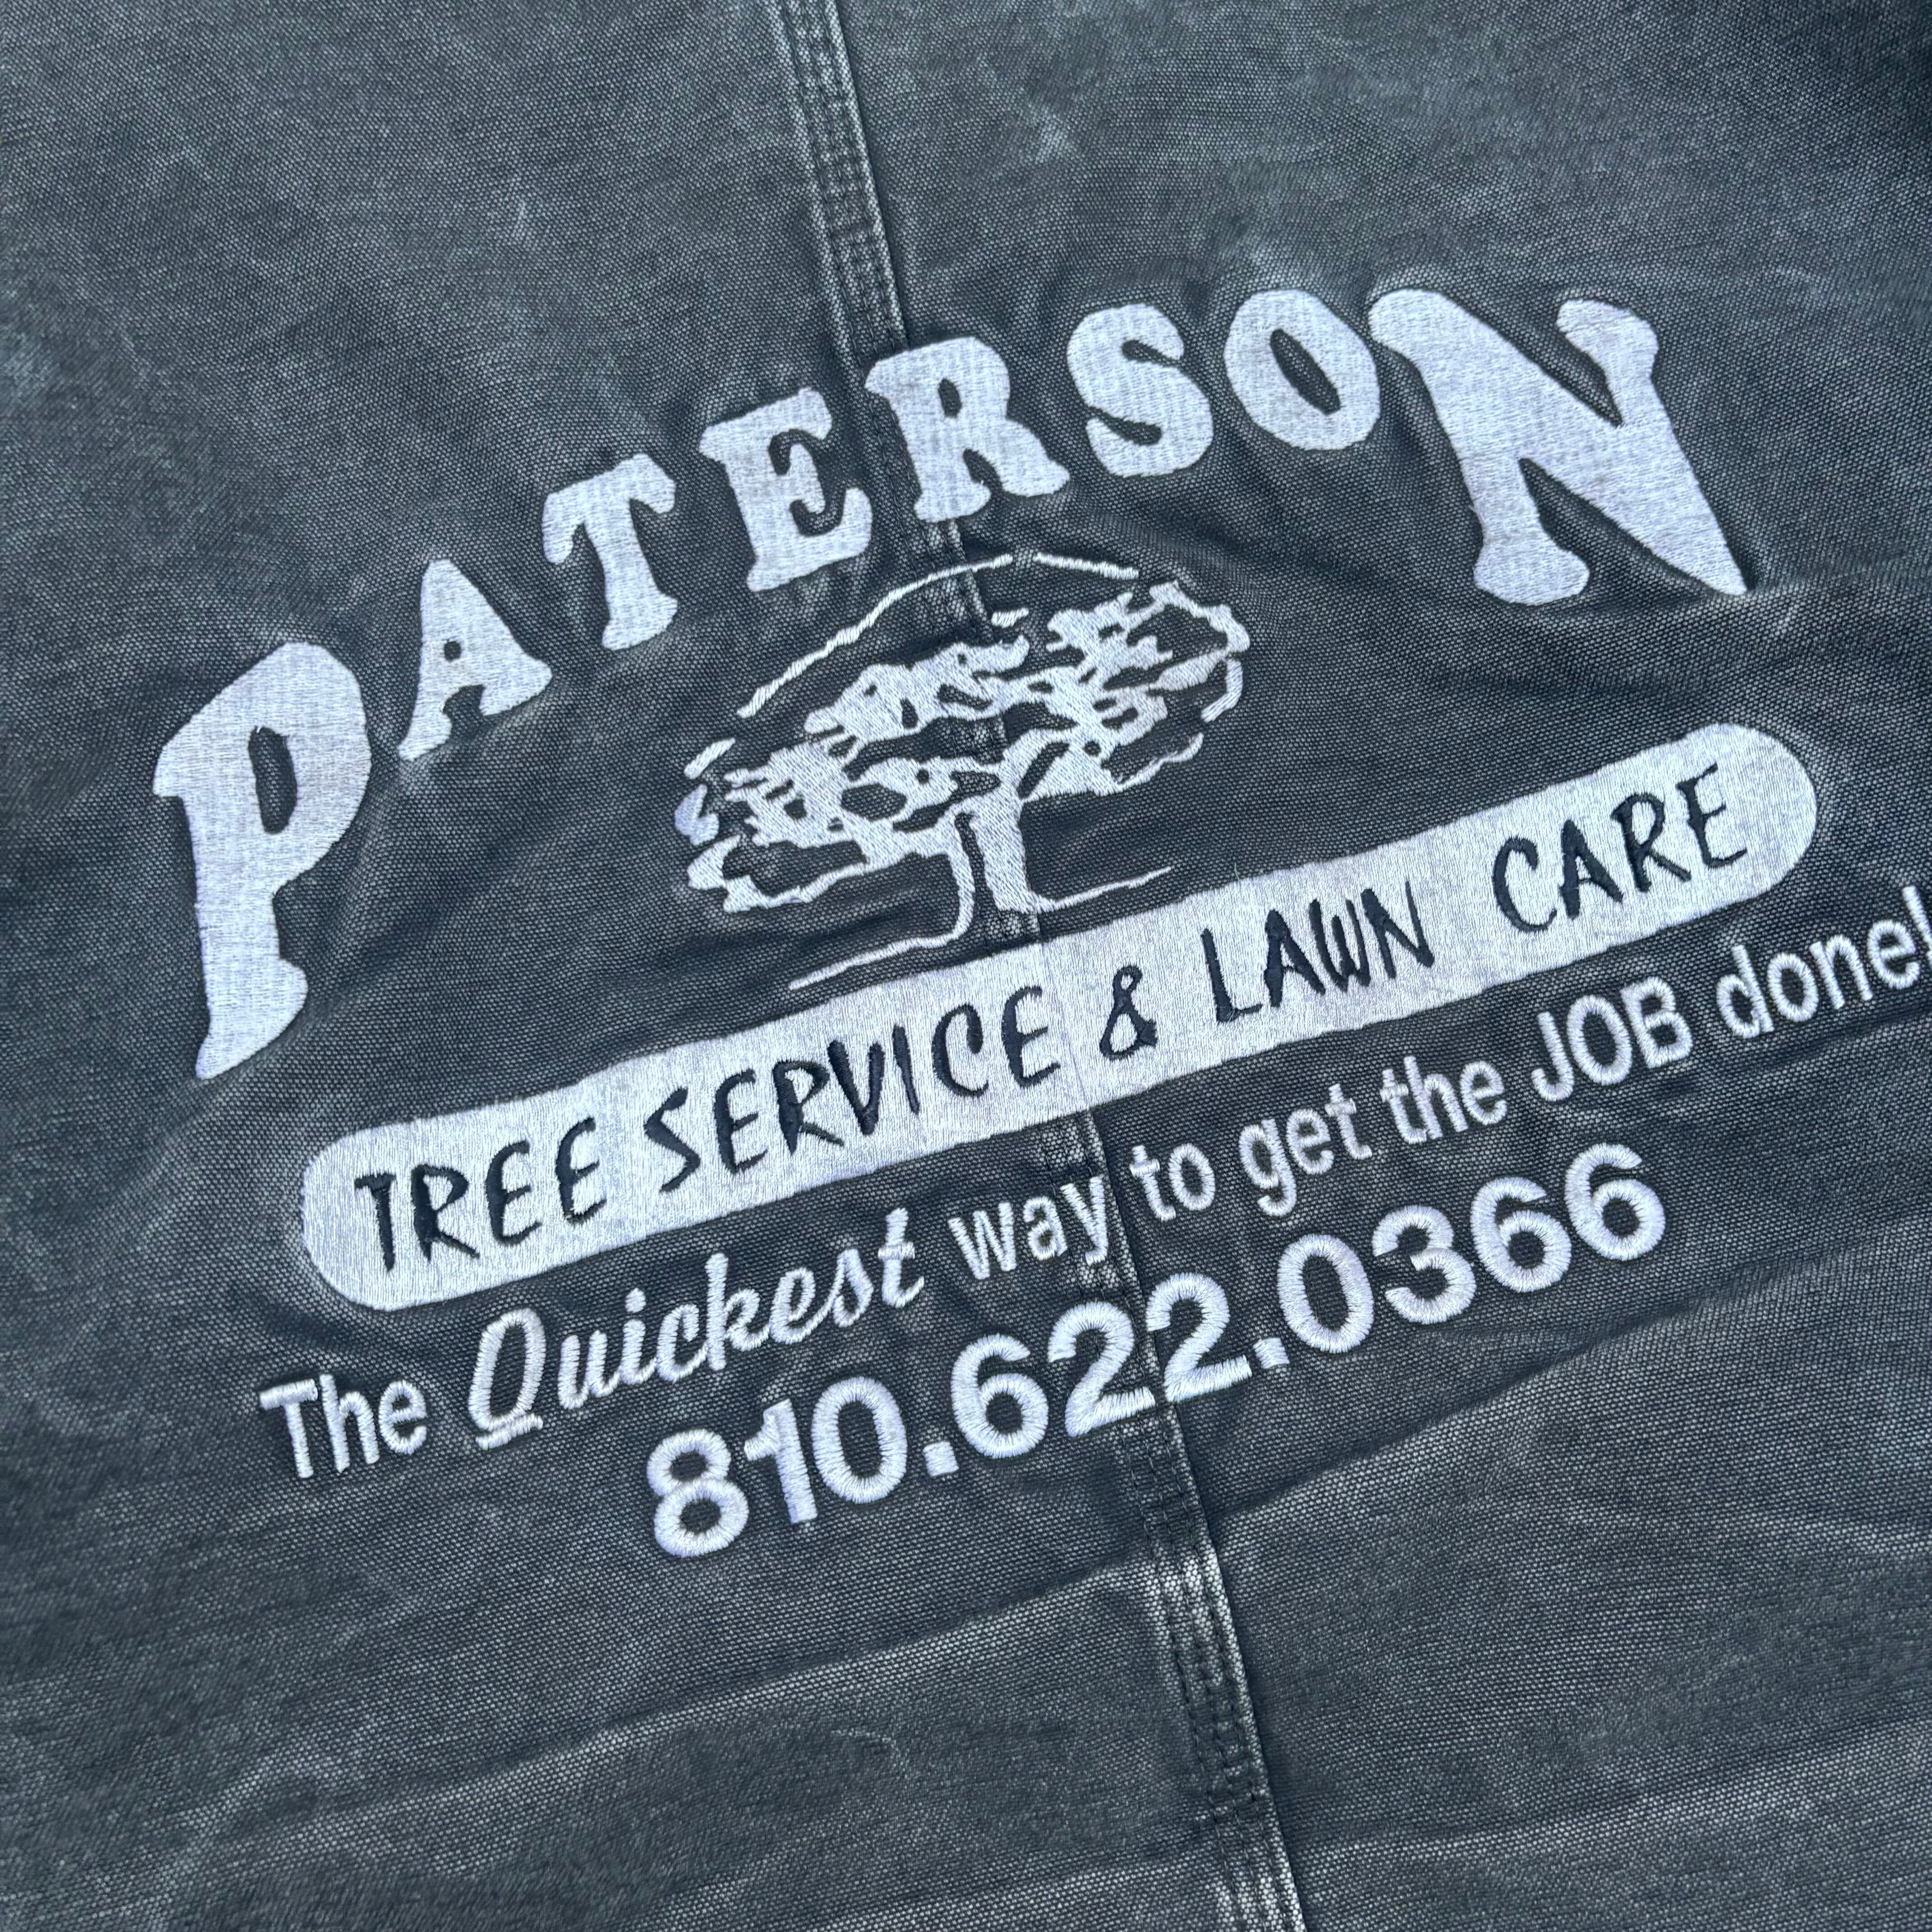 PATERSON
TREE SERVICE & LAWN CARE
The Quickest way to get the JOB done!
810.622.0366